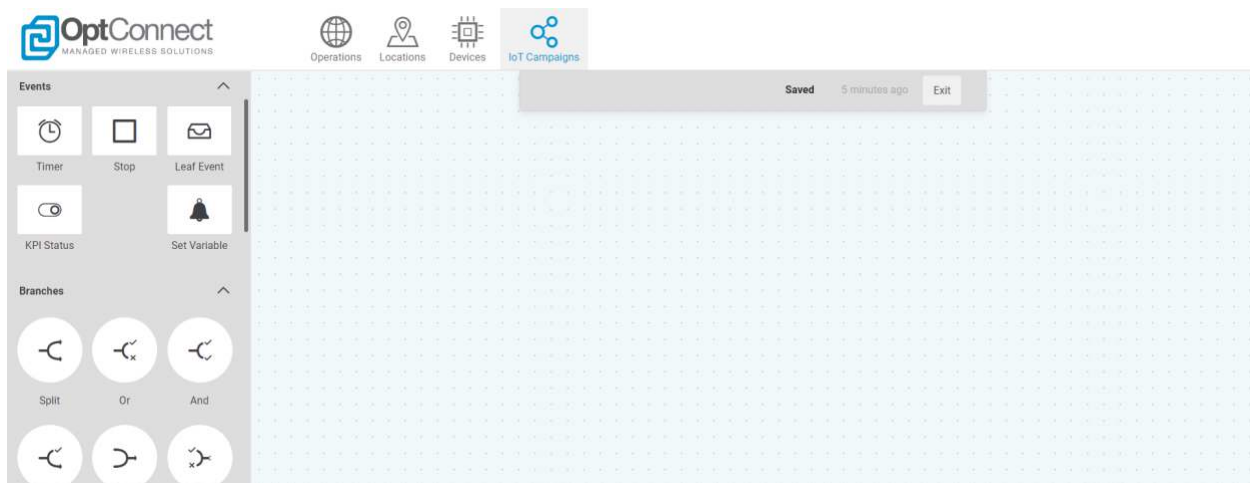 OptConnect
MANAGED WIRELESS SOLUTIONS
Operations Locations Devices IoT Campaigns
Events
Saved 5 minutes ago Exit
Timer Stop Leaf Event
KPI Status Set Variable
Branches
Split Or And